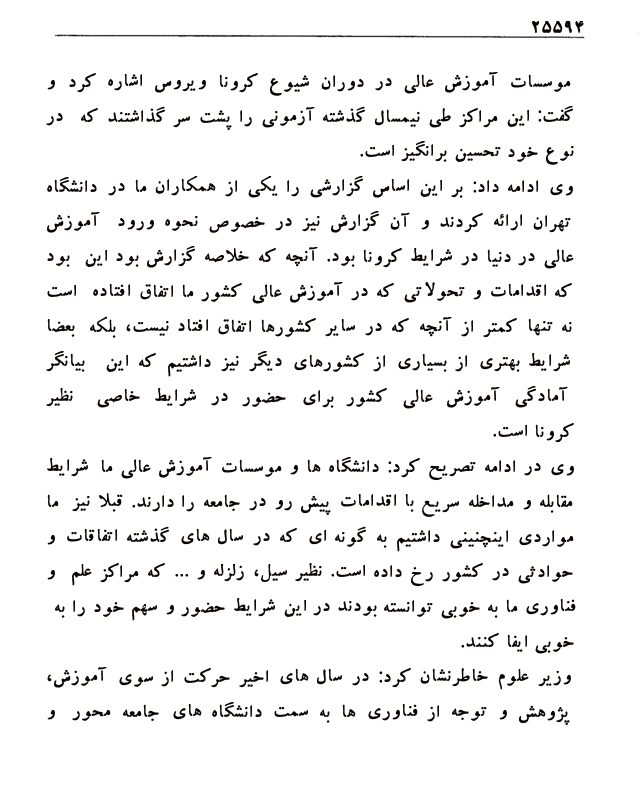 ۲۵۵۹۴
موسسات آموزش عالی در دوران شیوع کرونا ویروس اشاره کرد و
گفت: این مراکز طی نیمسال گذشته آزمونی را پشت سر گذاشتند که در
نوع خود تحسین برانگیز است.
وی ادامه داد: بر این اساس گزارشی را یکی از همکاران ما در دانشگاه
تهران ارائه کردند و آن گزارش نیز در خصوص نحوه ورود آموزش
عالی در دنیا در شرایط کرونا بود. آنچه که خلاصه گزارش بود این بود
که اقدامات و تحولاتی که در آموزش عالی کشور ما اتفاق افتاده است
نه تنها کمتر از آنچه که در سایر کشورها اتفاق افتاد نیست، بلکه بعضا
شرایط بهتری از بسیاری از کشورهای دیگر نیز داشتیم که این بیانگر
آمادگی آموزش عالی کشور برای حضور در شرایط خاصی نظیر
کرونا است.
وی در ادامه تصریح کرد: دانشگاه ها و موسسات آموزش عالی ما شرایط
مقابله و مداخله سریع با اقدامات پیش رو در جامعه را دارند. قبلا نیز ما
مواردی اینچنینی داشتیم به گونه ای که در سال های گذشته اتفاقات و
حوادثی در کشور رخ داده است. نظیر سیل، زلزله و ... که مراکز علم و
فناوری ما به خوبی توانسته بودند در این شرایط حضور و سهم خود را به
خوبی ایفا کنند.
وزیر علوم خاطرنشان کرد: در سال های اخیر حرکت از سوی آموزش،
پژوهش و توجه از فناوری ها به سمت دانشگاه های جامعه محور و